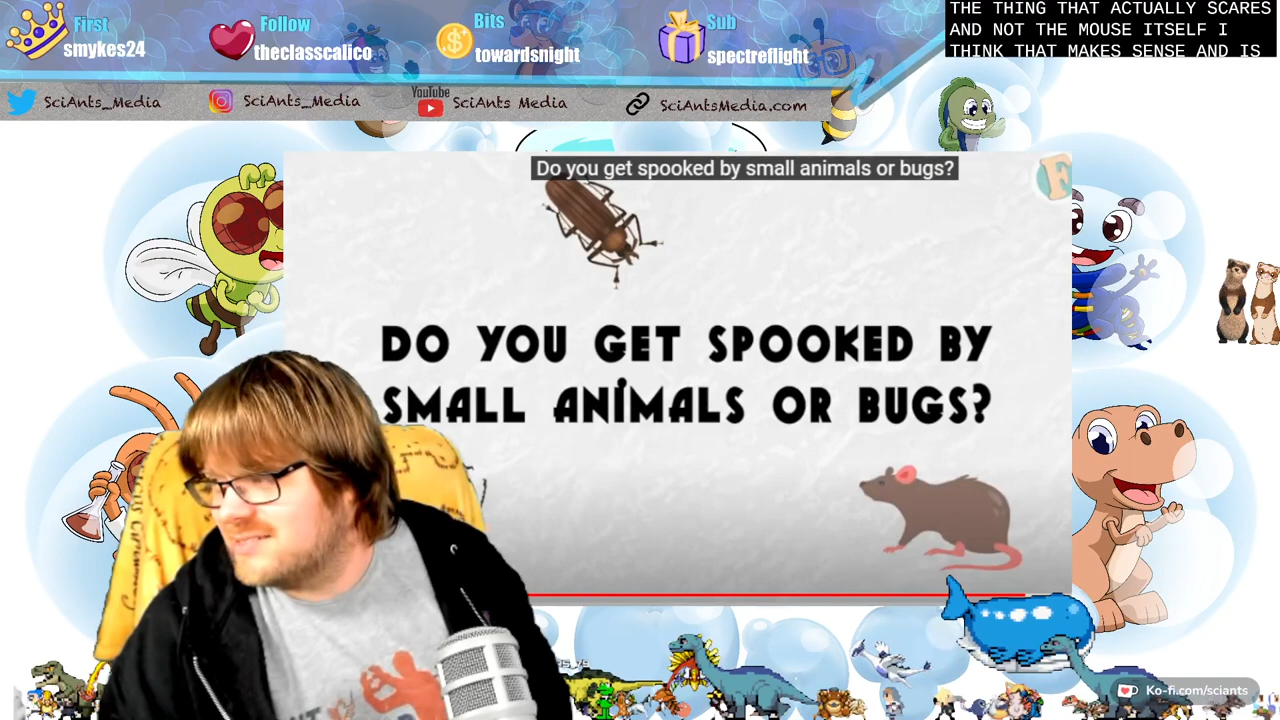 First
smykes24
Follow
theclasscalico
Bits
towardsnight
Sub
spectreflight
THE THING THAT ACTUALLY SCARES
AND NOT THE MOUSE ITSELF I
THINK THAT MAKES SENSE AND IS
SciAnts_Media
SciAnts_Media
YouTube
SciAnts Media
SciAntsMedia.com
Do you get spooked by small animals or bugs?
F
DO YOU GET SPOOKED BY
SMALL ANIMALS OR BUGS?
Ko-fi.com/sciants